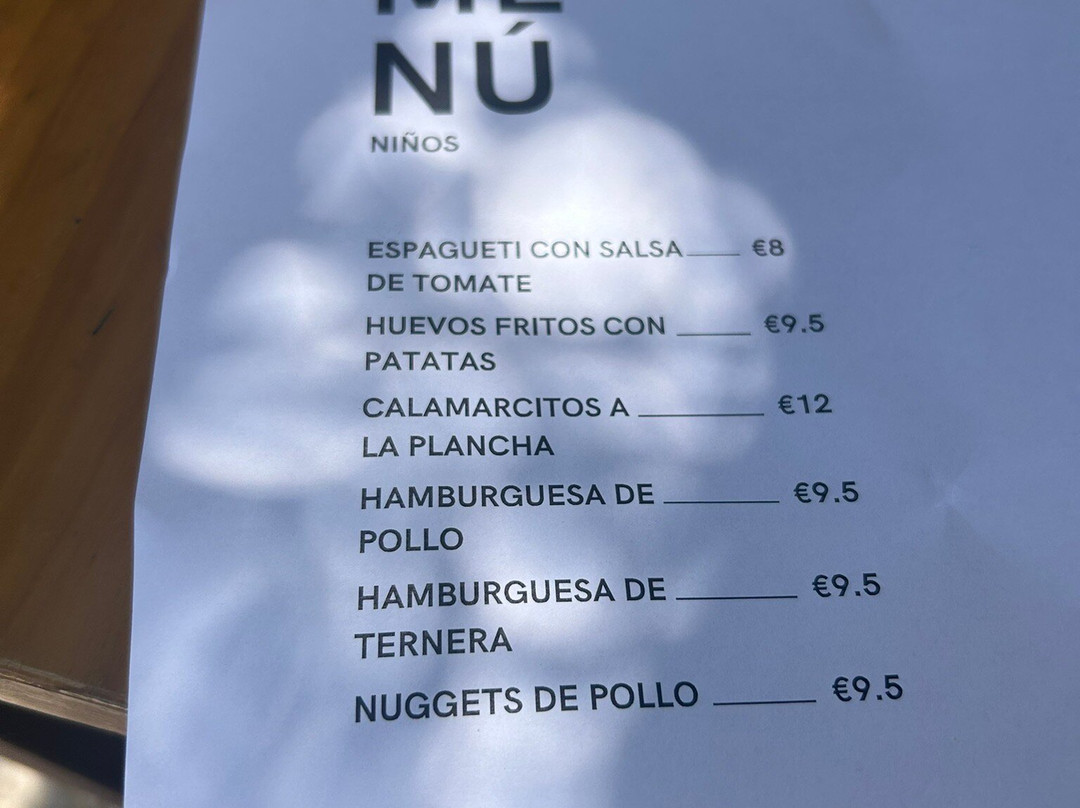 ME
NÚ
NIÑOS
ESPAGUETI CON SALSA €8
DE TOMATE
HUEVOS FRITOS CON €9.5
PATATAS
CALAMARCITOS A €12
LA PLANCHA
HAMBURGUESA DE €9.5
POLLO
HAMBURGUESA DE €9.5
TERNERA
NUGGETS DE POLLO €9.5